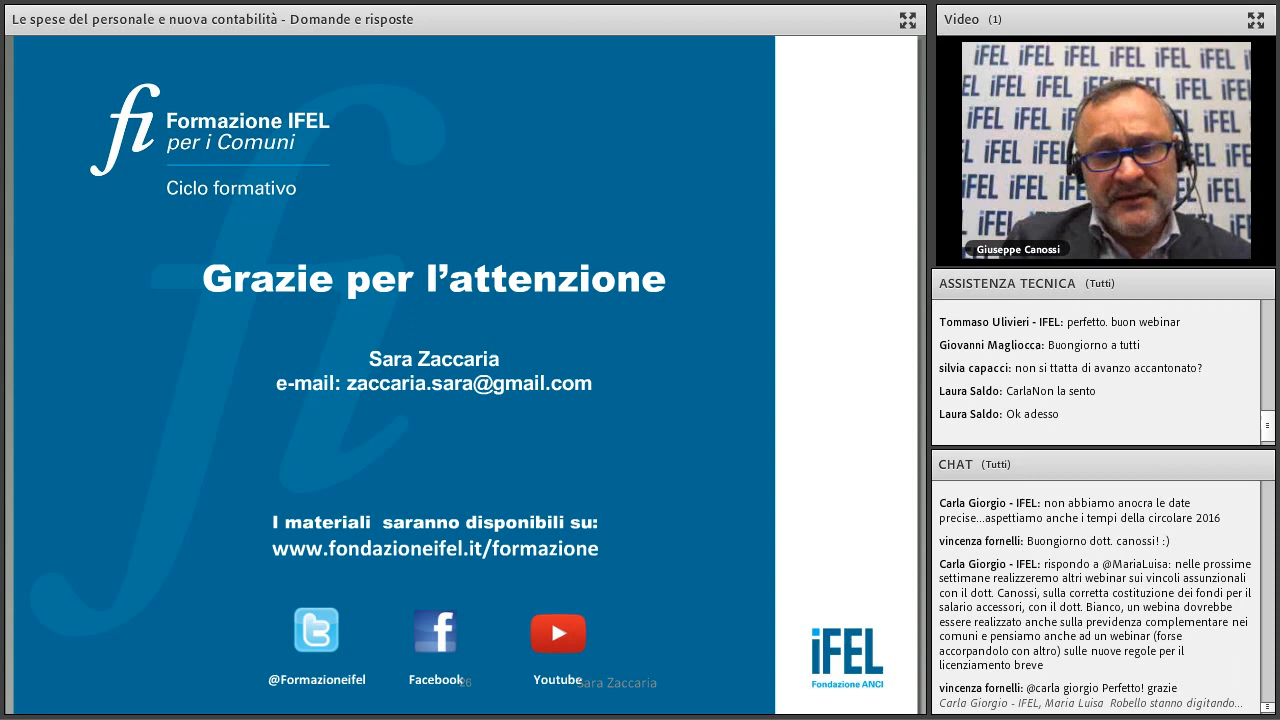 Le spese del personale e nuova contabilità - Domande e risposte
fi
Formazione IFEL
per i Comuni
Ciclo formativo
Grazie per l’attenzione
Sara Zaccaria
e-mail: zaccaria.sara@gmail.com
I materiali saranno disponibili su:
www.fondazioneifel.it/formazione
@Formazioneifel
Facebook
26
Youtube
Sara Zaccaria
iFEL
Fondazione ANCI
Video (1)
iFEL iFEL iFEL iFEL
Giuseppe Canossi
ASSISTENZA TECNICA (Tutti)
Tommaso Ulivieri - IFEL: perfetto. buon webinar
Giovanni Magliocca: Buongiorno a tutti
silvia capacci: non si ttatta di avanzo accantonato?
Laura Saldo: CarlaNon la sento
Laura Saldo: Ok adesso
CHAT (Tutti)
Carla Giorgio - IFEL: non abbiamo anocra le date
precise...aspettiamo anche i tempi della circolare 2016
vincenza fornelli: Buongiorno dott. canossi! :)
Carla Giorgio - IFEL: rispondo a @MariaLuisa: nelle prossime
settimane realizzeremo altri webinar sui vincoli assunzionali
con il dott. Canossi, sulla corretta costituzione dei fondi per il
salario accessori, con il dott. Bianco, un webina dovrebbe
essere realizzato anche sulla previdenza complementare nei
comuni e pensiamo anche ad un webinar (forse
accorpandolo con altro) sulle nuove regole per il
licenziamento breve
vincenza fornelli: @carla giorgio Perfetto! grazie
Carla Giorgio - IFEL, Maria Luisa Robello stanno digitando...